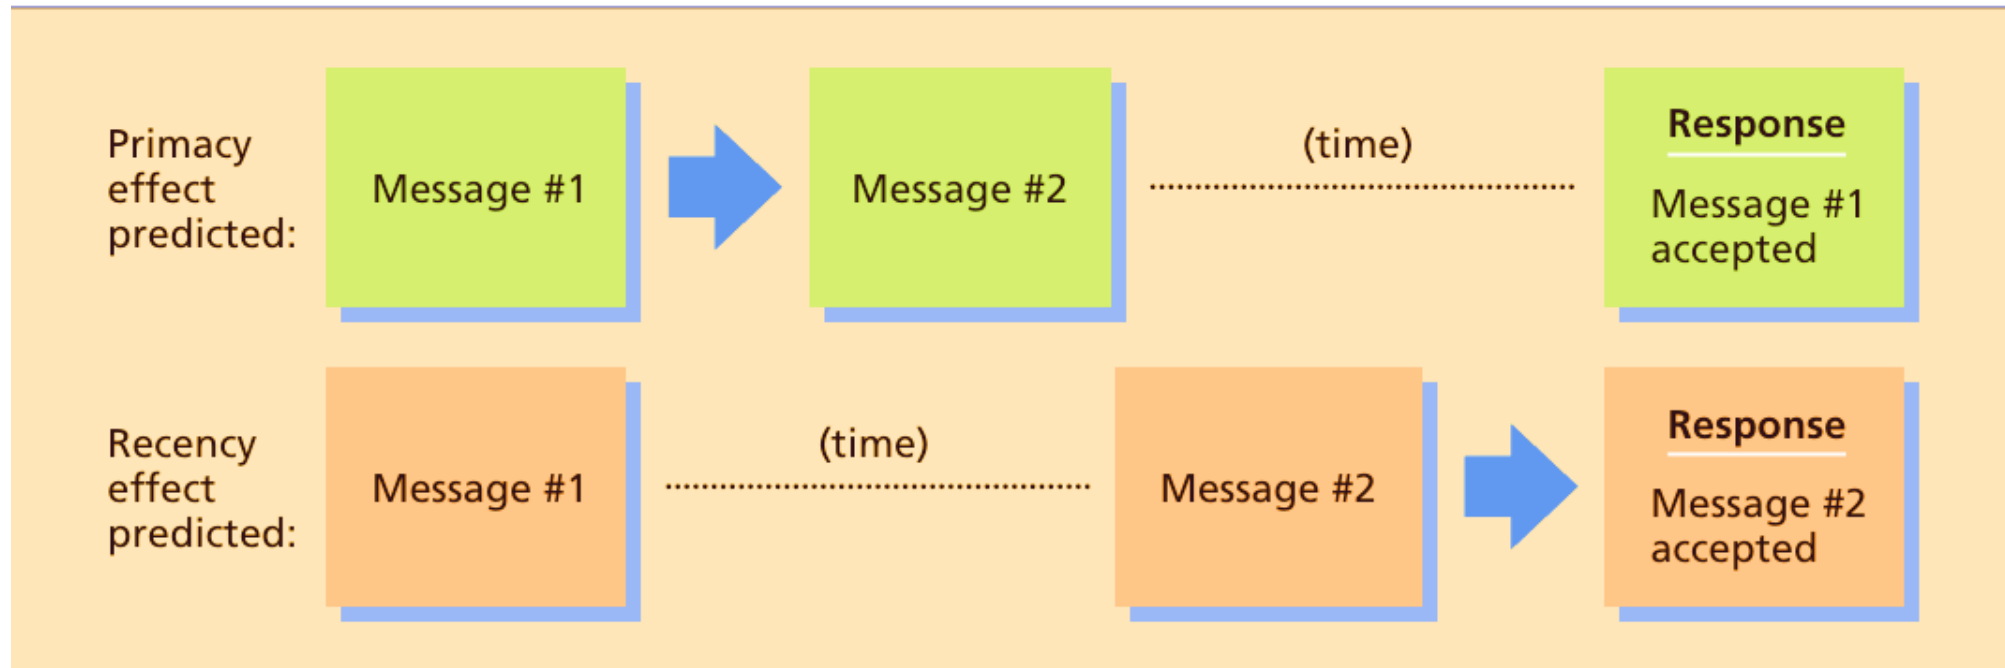 Primacy
effect
predicted:
Message #1
Message #2
(time)
Response
Message #1
accepted
Recency
effect
predicted:
Message #1
(time)
Message #2
Response
Message #2
accepted